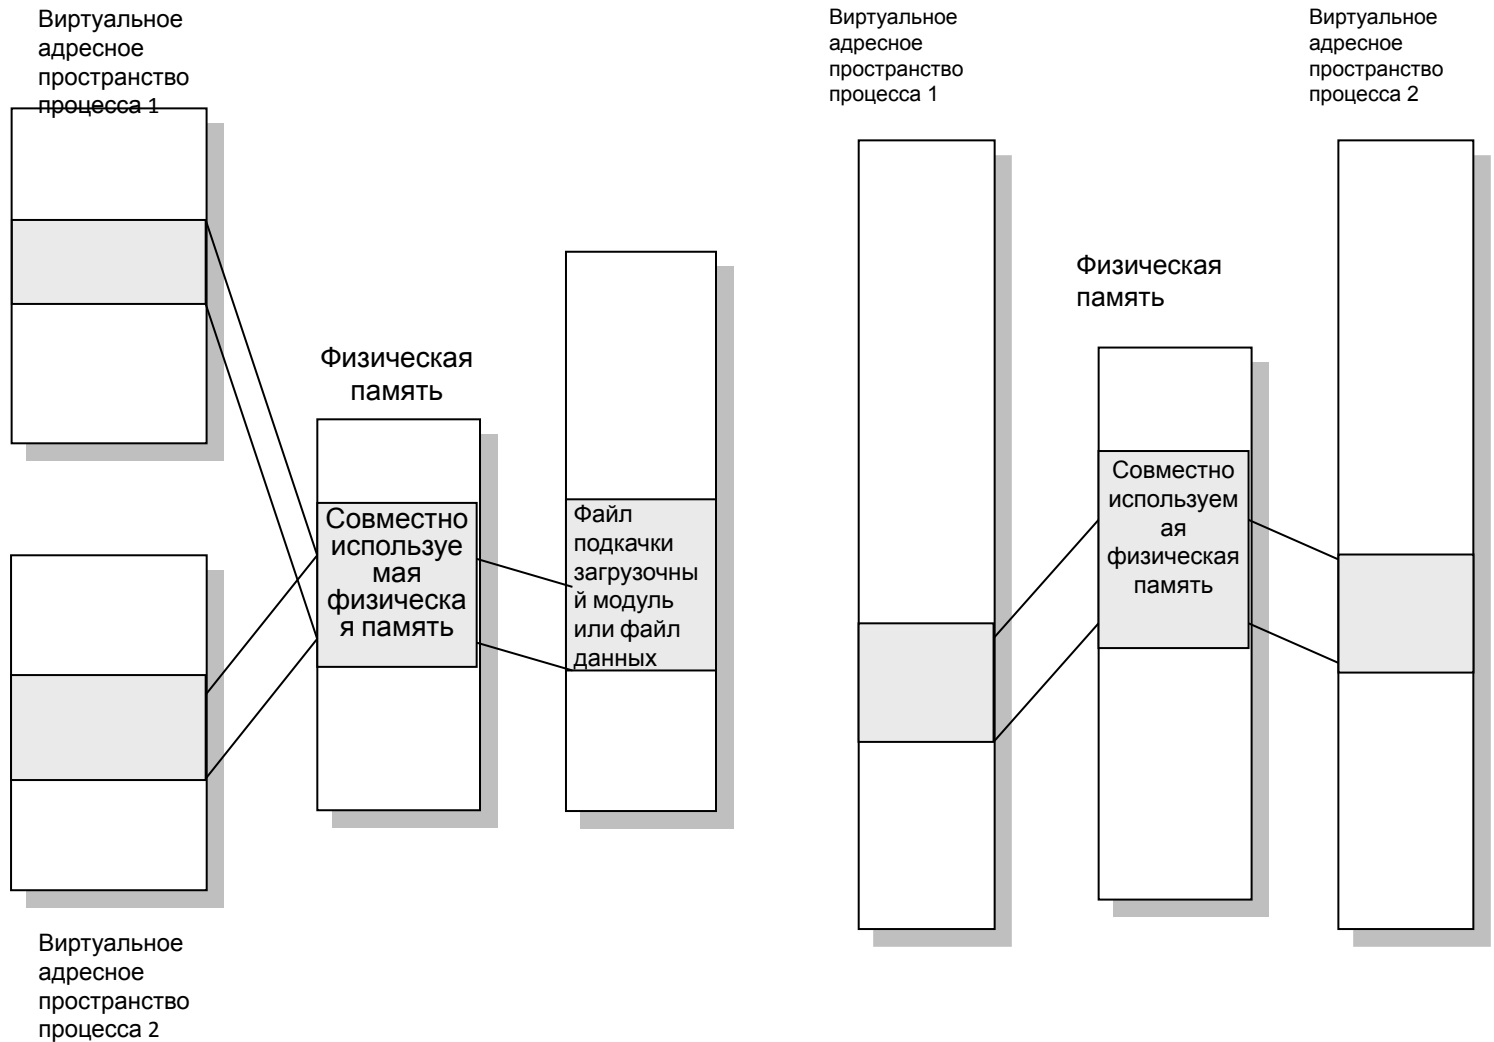 Виртуальное
адресное
пространство
процесса 1
Физическая
память
Совместно
используе
мая
физическа
я память
Файл
подкачки
загрузочны
й модуль
или файл
данных
Виртуальное
адресное
пространство
процесса 2
Виртуальное
адресное
пространство
процесса 1
Физическая
память
Совместно
используем
ая
физическая
память
Виртуальное
адресное
пространство
процесса 2